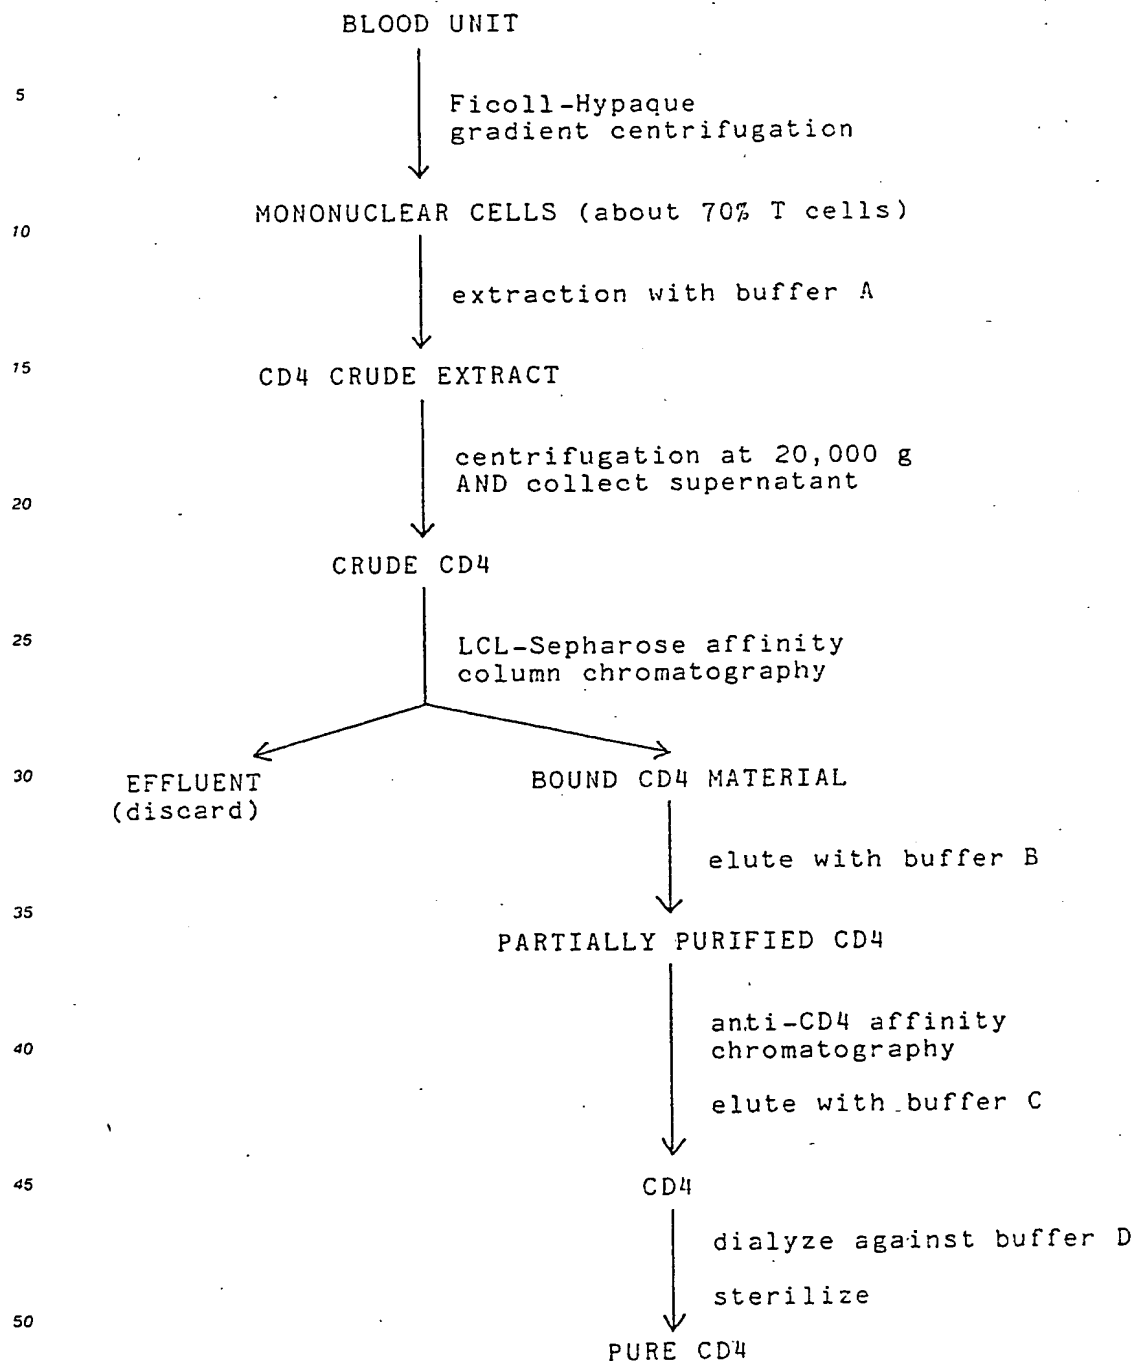 BLOOD UNIT
5
Ficoll-Hypaque
gradient centrifugation
MONONUCLEAR CELLS (about 70% T cells)
10
extraction with buffer A
15
CD4 CRUDE EXTRACT
centrifugation at 20,000 g
AND collect supernatant
20
CRUDE CD4
25
LCL-Sepharose affinity
column chromatography
30
EFFLUENT
(discard)
BOUND CD4 MATERIAL
elute with buffer B
35
PARTIALLY PURIFIED CD4
anti-CD4 affinity
chromatography
40
elute with buffer C
45
CD4
dialyze against buffer D
sterilize
50
PURE CD4